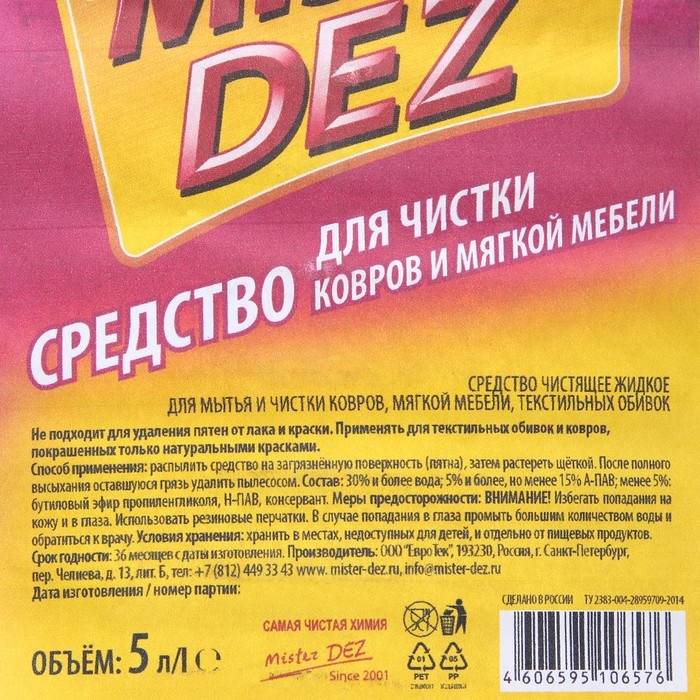 DEZ
СРЕДСТВО
ДЛЯ ЧИСТКИ
КОВРОВ И МЯГКОЙ МЕБЕЛИ
СРЕДСТВО ЧИСТЯЩЕЕ ЖИДКОЕ
ДЛЯ МЫТЬЯ И ЧИСТКИ КОВРОВ, МЯГКОЙ МЕБЕЛИ, ТЕКСТИЛЬНЫХ ОБИВОК
Не подходит для удаления пятен от лака и краски. Применять для текстильных обивок и ковров,
покрашенных только натуральными красками.
Способ применения: распылить средство на загрязнённую поверхность (пятна), затем растереть щёткой. После полного
высыхания оставшуюся грязь удалить пылесосом. Состав: 30% и более вода; 5% и более, но менее 15% А-ПАВ; менее 5%:
бутиловый эфир пропиленгликоля, Н-ПАВ, консервант. Меры предосторожности: ВНИМАНИЕ! Избегать попадания на
кожу и в глаза. Использовать резиновые перчатки. В случае попадания в глаза промыть большим количеством воды и
обратиться к врачу. Условия хранения: хранить в местах, недоступных для детей, и отдельно от пищевых продуктов.
Срок годности: 36 месяцев с даты изготовления. Производитель: ООО "ЕвроТек", 193230, Россия, г. Санкт-Петербург,
пер. Челиева, д. 13, лит. Б, тел: +7 (812) 449 33 43 www.mister-dez.ru, info@mister-dez.ru
Дата изготовления / номер партии:
СДЕЛАНО В РОССИИ ТУ 2383-004-28959709-2014
САМАЯ ЧИСТАЯ ХИМИЯ
Mister DEZ
Since 2001
ОБЪЁМ: 5 л/l ℮
01 05
PET PP
флакон крышка
4 606595 106576